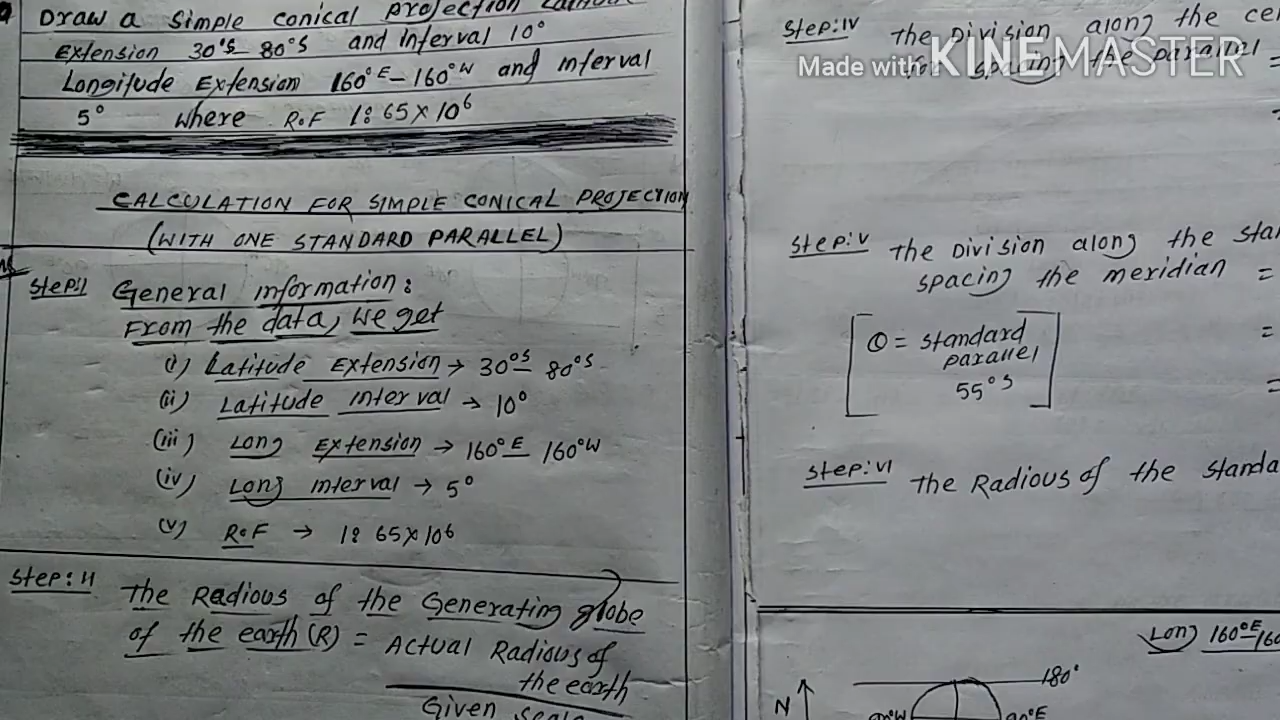 Draw a simple conical projection
Extension 30°S- 80°S and interval 10°
Longitude Extension 160°E-160°W and interval
5° where R.F 1:65×10⁶
CALCULATION FOR SIMPLE CONICAL PROJECTION
(WITH ONE STANDARD PARALLEL)
Step:I General information:
From the data, we get
(i) Latitude Extension → 30°S 80°S
(ii) Latitude interval → 10°
(iii) Long Extension → 160°E 160°W
(iv) Long interval → 5°
(v) R.F → 1:65×10⁶
Step:II The Radious of the Generating globe
of the earth (R) = Actual Radious of
the earth
Given scale
Step:IV the Division along the
Made with KINEMASTER
spacing the parallel =
Step:V the Division along the
spacing the meridian =
Θ = standard =
parallel
55°S =
Step:VI the Radious of the
Long 160°E
180°
N